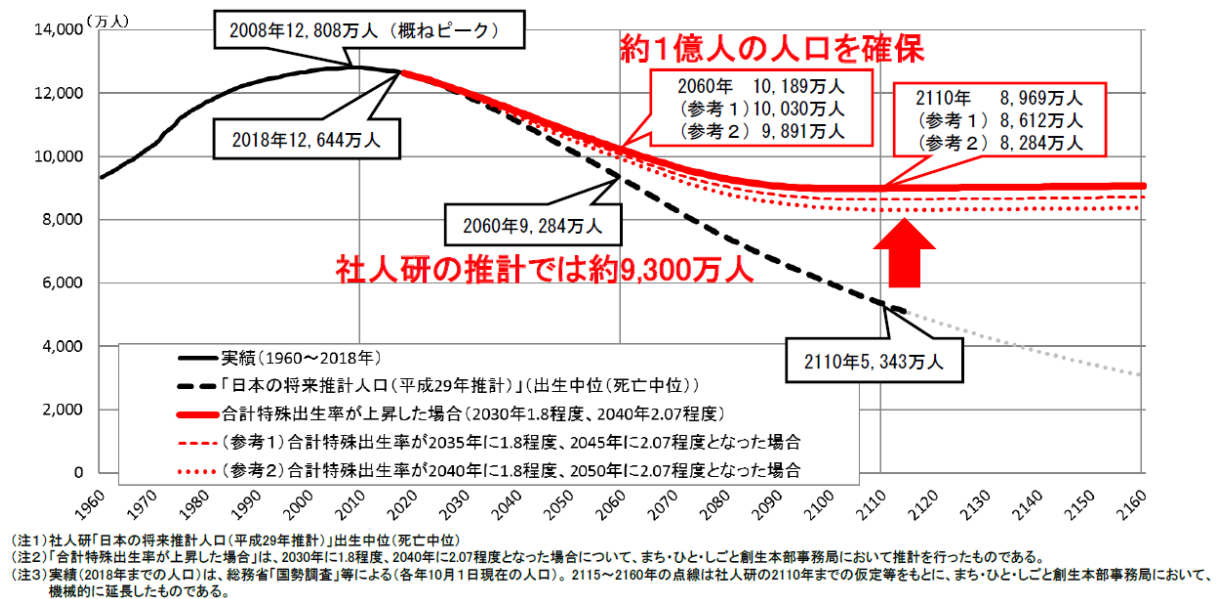 (万人)
14,000
12,000
10,000
8,000
6,000
4,000
2,000
0
2008年12,808万人（概ねピーク）
2018年12,644万人
約1億人の人口を確保
2060年　10,189万人
（参考１）10,030万人
（参考２） 9,891万人
2110年　8,969万人
（参考１）8,612万人
（参考２）8,284万人
2060年9,284万人
社人研の推計では約9,300万人
2110年5,343万人
実績（1960～2018年）
「日本の将来推計人口（平成29年推計）」（出生中位（死亡中位））
合計特殊出生率が上昇した場合（2030年1.8程度、2040年2.07程度）
（参考１）合計特殊出生率が2035年に1.8程度、2045年に2.07程度となった場合
（参考２）合計特殊出生率が2040年に1.8程度、2050年に2.07程度となった場合
1960 1970 1980 1990 2000 2010 2020 2030 2040 2050 2060 2070 2080 2090 2100 2110 2120 2130 2140 2150 2160
（注１）社人研「日本の将来推計人口（平成29年推計）」出生中位（死亡中位）
（注２）「合計特殊出生率が上昇した場合」は、2030年に1.8程度、2040年に2.07程度となった場合について、まち・ひと・しごと創生本部事務局において推計を行ったものである。
（注３）実績（2018年までの人口）は、総務省「国勢調査」等による（各年10月１日現在の人口）。2115～2160年の点線は社人研の2110年までの仮定等をもとに、まち・ひと・しごと創生本部事務局において、
機械的に延長したものである。